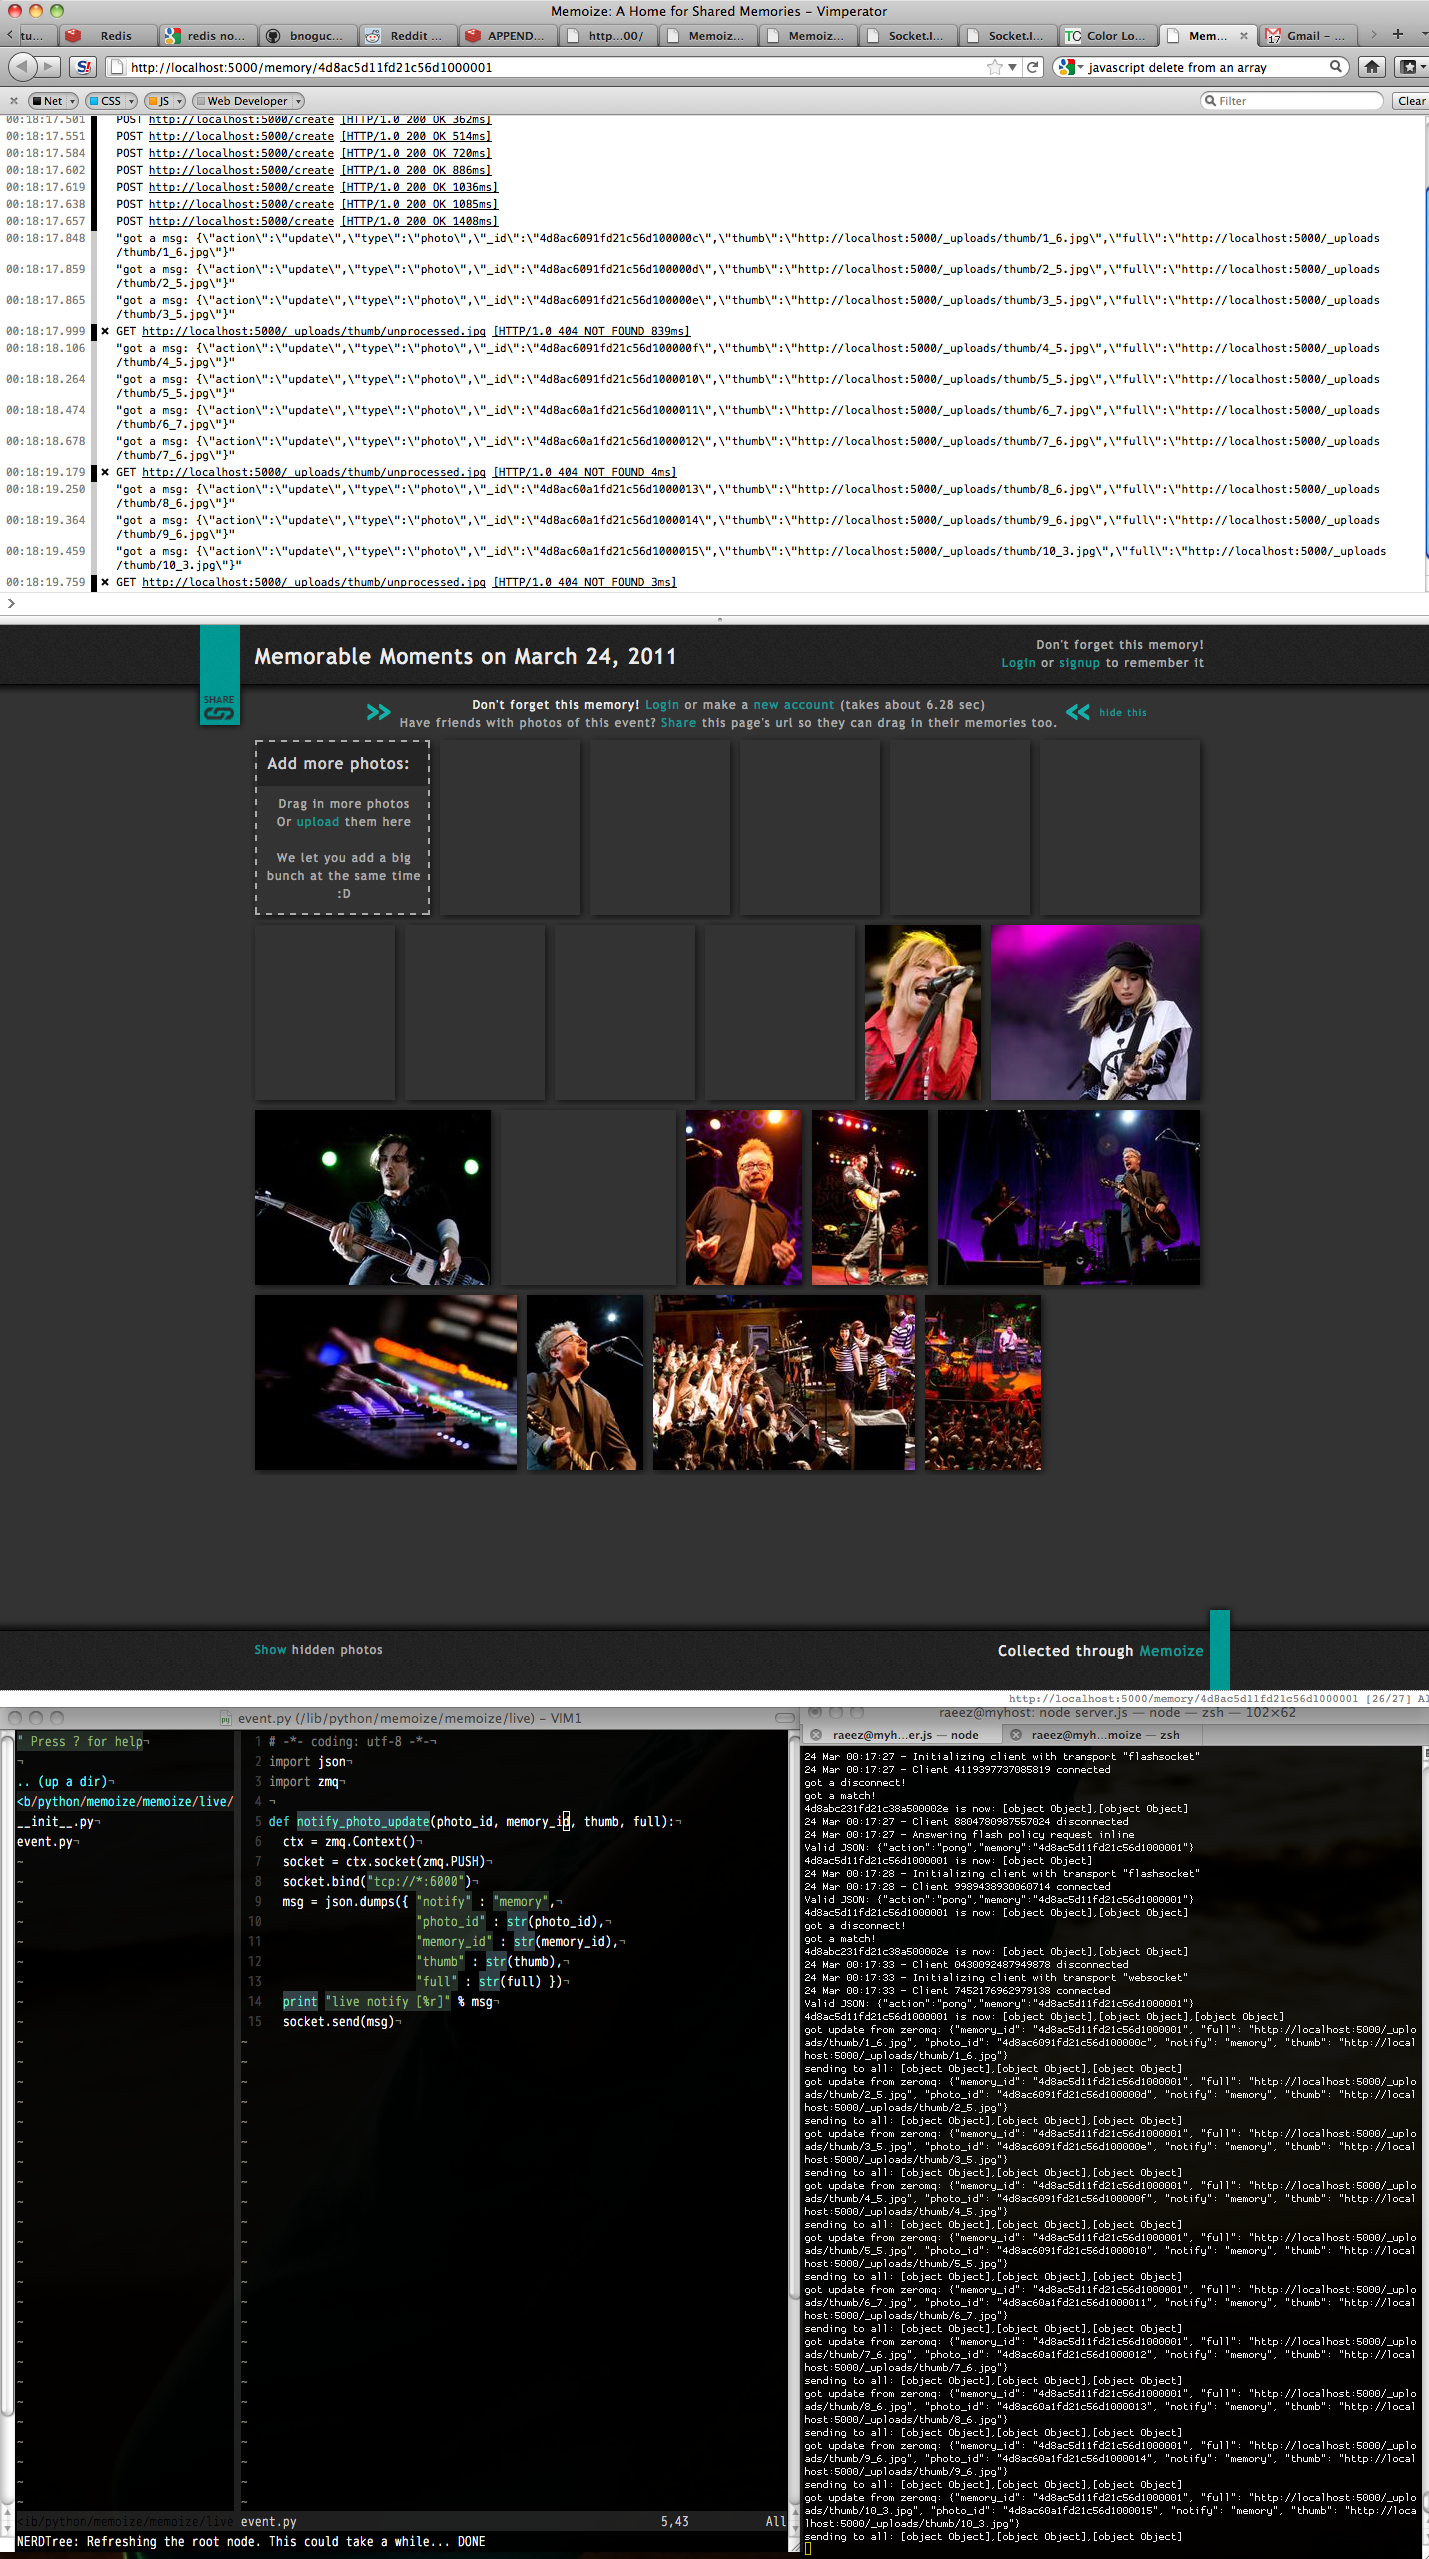 Memoize: A Home for Shared Memories – Vimperator
tu... Redis redis no... bnoguc... Reddit ... APPEND... http...00/ Memoiz... Memoiz... Socket.I... Socket.I... Color Lo... Mem... Gmail – ...
http://localhost:5000/memory/4d8ac5d11fd21c56d1000001 javascript delete from an array
Net CSS JS Web Developer Filter Clear
00:18:17.501 POST http://localhost:5000/create [HTTP/1.0 200 OK 362ms]
00:18:17.551 POST http://localhost:5000/create [HTTP/1.0 200 OK 514ms]
00:18:17.584 POST http://localhost:5000/create [HTTP/1.0 200 OK 720ms]
00:18:17.602 POST http://localhost:5000/create [HTTP/1.0 200 OK 886ms]
00:18:17.619 POST http://localhost:5000/create [HTTP/1.0 200 OK 1036ms]
00:18:17.638 POST http://localhost:5000/create [HTTP/1.0 200 OK 1085ms]
00:18:17.657 POST http://localhost:5000/create [HTTP/1.0 200 OK 1408ms]
00:18:17.848 "got a msg: {\"action\":\"update\",\"type\":\"photo\",\"_id\":\"4d8ac6091fd21c56d100000c\",\"thumb\":\"http://localhost:5000/_uploads/thumb/1_6.jpg\",\"full\":\"http://localhost:5000/_uploads
/thumb/1_6.jpg\"}"
00:18:17.859 "got a msg: {\"action\":\"update\",\"type\":\"photo\",\"_id\":\"4d8ac6091fd21c56d100000d\",\"thumb\":\"http://localhost:5000/_uploads/thumb/2_5.jpg\",\"full\":\"http://localhost:5000/_uploads
/thumb/2_5.jpg\"}"
00:18:17.865 "got a msg: {\"action\":\"update\",\"type\":\"photo\",\"_id\":\"4d8ac6091fd21c56d100000e\",\"thumb\":\"http://localhost:5000/_uploads/thumb/3_5.jpg\",\"full\":\"http://localhost:5000/_uploads
/thumb/3_5.jpg\"}"
00:18:17.999 × GET http://localhost:5000/_uploads/thumb/unprocessed.jpg [HTTP/1.0 404 NOT FOUND 839ms]
00:18:18.106 "got a msg: {\"action\":\"update\",\"type\":\"photo\",\"_id\":\"4d8ac6091fd21c56d100000f\",\"thumb\":\"http://localhost:5000/_uploads/thumb/4_5.jpg\",\"full\":\"http://localhost:5000/_uploads
/thumb/4_5.jpg\"}"
00:18:18.264 "got a msg: {\"action\":\"update\",\"type\":\"photo\",\"_id\":\"4d8ac6091fd21c56d1000010\",\"thumb\":\"http://localhost:5000/_uploads/thumb/5_5.jpg\",\"full\":\"http://localhost:5000/_uploads
/thumb/5_5.jpg\"}"
00:18:18.474 "got a msg: {\"action\":\"update\",\"type\":\"photo\",\"_id\":\"4d8ac60a1fd21c56d1000011\",\"thumb\":\"http://localhost:5000/_uploads/thumb/6_7.jpg\",\"full\":\"http://localhost:5000/_uploads
/thumb/6_7.jpg\"}"
00:18:18.678 "got a msg: {\"action\":\"update\",\"type\":\"photo\",\"_id\":\"4d8ac60a1fd21c56d1000012\",\"thumb\":\"http://localhost:5000/_uploads/thumb/7_6.jpg\",\"full\":\"http://localhost:5000/_uploads
/thumb/7_6.jpg\"}"
00:18:19.179 × GET http://localhost:5000/_uploads/thumb/unprocessed.jpg [HTTP/1.0 404 NOT FOUND 4ms]
00:18:19.250 "got a msg: {\"action\":\"update\",\"type\":\"photo\",\"_id\":\"4d8ac60a1fd21c56d1000013\",\"thumb\":\"http://localhost:5000/_uploads/thumb/8_6.jpg\",\"full\":\"http://localhost:5000/_uploads
/thumb/8_6.jpg\"}"
00:18:19.364 "got a msg: {\"action\":\"update\",\"type\":\"photo\",\"_id\":\"4d8ac60a1fd21c56d1000014\",\"thumb\":\"http://localhost:5000/_uploads/thumb/9_6.jpg\",\"full\":\"http://localhost:5000/_uploads
/thumb/9_6.jpg\"}"
00:18:19.459 "got a msg: {\"action\":\"update\",\"type\":\"photo\",\"_id\":\"4d8ac60a1fd21c56d1000015\",\"thumb\":\"http://localhost:5000/_uploads/thumb/10_3.jpg\",\"full\":\"http://localhost:5000/_uploads
/thumb/10_3.jpg\"}"
00:18:19.759 × GET http://localhost:5000/_uploads/thumb/unprocessed.jpg [HTTP/1.0 404 NOT FOUND 3ms]
SHARE
Memorable Moments on March 24, 2011
Don't forget this memory!
Login or signup to remember it
Don't forget this memory! Login or make a new account (takes about 6.28 sec)
Have friends with photos of this event? Share this page's url so they can drag in their memories too.
hide this
Add more photos:
Drag in more photos
Or upload them here
We let you add a big
bunch at the same time
:D
Show hidden photos
Collected through Memoize
http://localhost:5000/memory/4d8ac5d11fd21c56d1000001 [26/27] Al
event.py (/lib/python/memoize/memoize/live) – VIM1
" Press ? for help¬
¬
.. (up a dir)¬
<b/python/memoize/memoize/live/
__init__.py¬
event.py¬
1 # -*- coding: utf-8 -*-¬
2 import json¬
3 import zmq¬
4 ¬
5 def notify_photo_update(photo_id, memory_id, thumb, full):¬
6 ctx = zmq.Context()¬
7 socket = ctx.socket(zmq.PUSH)¬
8 socket.bind("tcp://*:6000")¬
9 msg = json.dumps({ "notify" : "memory",¬
10 "photo_id" : str(photo_id),¬
11 "memory_id" : str(memory_id),¬
12 "thumb" : str(thumb),¬
13 "full" : str(full) })¬
14 print "live notify [%r]" % msg¬
15 socket.send(msg)¬
<ib/python/memoize/memoize/live event.py 5,43 All
NERDTree: Refreshing the root node. This could take a while... DONE
raeez@myhost: node server.js — node — zsh — 102×62
raeez@myh...er.js — node raeez@myh...moize — zsh
24 Mar 00:17:27 - Initializing client with transport "flashsocket"
24 Mar 00:17:27 - Client 4119397737085819 connected
got a disconnect!
got a match!
4d8abc231fd21c38a500002e is now: [object Object],[object Object]
24 Mar 00:17:27 - Client 8804780987557024 disconnected
24 Mar 00:17:27 - Answering flash policy request inline
Valid JSON: {"action":"pong","memory":"4d8ac5d11fd21c56d1000001"}
4d8ac5d11fd21c56d1000001 is now: [object Object]
24 Mar 00:17:28 - Initializing client with transport "flashsocket"
24 Mar 00:17:28 - Client 9989438930060714 connected
Valid JSON: {"action":"pong","memory":"4d8ac5d11fd21c56d1000001"}
4d8ac5d11fd21c56d1000001 is now: [object Object],[object Object]
got a disconnect!
got a match!
4d8abc231fd21c38a500002e is now: [object Object],[object Object]
24 Mar 00:17:33 - Client 0430092487949878 disconnected
24 Mar 00:17:33 - Initializing client with transport "websocket"
24 Mar 00:17:33 - Client 7452176962979138 connected
Valid JSON: {"action":"pong","memory":"4d8ac5d11fd21c56d1000001"}
4d8ac5d11fd21c56d1000001 is now: [object Object],[object Object],[object Object]
got update from zeromq: {"memory_id": "4d8ac5d11fd21c56d1000001", "full": "http://localhost:5000/_uplo
ads/thumb/1_6.jpg", "photo_id": "4d8ac6091fd21c56d100000c", "notify": "memory", "thumb": "http://local
host:5000/_uploads/thumb/1_6.jpg"}
sending to all: [object Object],[object Object],[object Object]
got update from zeromq: {"memory_id": "4d8ac5d11fd21c56d1000001", "full": "http://localhost:5000/_uplo
ads/thumb/2_5.jpg", "photo_id": "4d8ac6091fd21c56d100000d", "notify": "memory", "thumb": "http://local
host:5000/_uploads/thumb/2_5.jpg"}
sending to all: [object Object],[object Object],[object Object]
got update from zeromq: {"memory_id": "4d8ac5d11fd21c56d1000001", "full": "http://localhost:5000/_uplo
ads/thumb/3_5.jpg", "photo_id": "4d8ac6091fd21c56d100000e", "notify": "memory", "thumb": "http://local
host:5000/_uploads/thumb/3_5.jpg"}
sending to all: [object Object],[object Object],[object Object]
got update from zeromq: {"memory_id": "4d8ac5d11fd21c56d1000001", "full": "http://localhost:5000/_uplo
ads/thumb/4_5.jpg", "photo_id": "4d8ac6091fd21c56d100000f", "notify": "memory", "thumb": "http://local
host:5000/_uploads/thumb/4_5.jpg"}
sending to all: [object Object],[object Object],[object Object]
got update from zeromq: {"memory_id": "4d8ac5d11fd21c56d1000001", "full": "http://localhost:5000/_uplo
ads/thumb/5_5.jpg", "photo_id": "4d8ac6091fd21c56d1000010", "notify": "memory", "thumb": "http://local
host:5000/_uploads/thumb/5_5.jpg"}
sending to all: [object Object],[object Object],[object Object]
got update from zeromq: {"memory_id": "4d8ac5d11fd21c56d1000001", "full": "http://localhost:5000/_uplo
ads/thumb/6_7.jpg", "photo_id": "4d8ac60a1fd21c56d1000011", "notify": "memory", "thumb": "http://local
host:5000/_uploads/thumb/6_7.jpg"}
sending to all: [object Object],[object Object],[object Object]
got update from zeromq: {"memory_id": "4d8ac5d11fd21c56d1000001", "full": "http://localhost:5000/_uplo
ads/thumb/7_6.jpg", "photo_id": "4d8ac60a1fd21c56d1000012", "notify": "memory", "thumb": "http://local
host:5000/_uploads/thumb/7_6.jpg"}
sending to all: [object Object],[object Object],[object Object]
got update from zeromq: {"memory_id": "4d8ac5d11fd21c56d1000001", "full": "http://localhost:5000/_uplo
ads/thumb/8_6.jpg", "photo_id": "4d8ac60a1fd21c56d1000013", "notify": "memory", "thumb": "http://local
host:5000/_uploads/thumb/8_6.jpg"}
sending to all: [object Object],[object Object],[object Object]
got update from zeromq: {"memory_id": "4d8ac5d11fd21c56d1000001", "full": "http://localhost:5000/_uplo
ads/thumb/9_6.jpg", "photo_id": "4d8ac60a1fd21c56d1000014", "notify": "memory", "thumb": "http://local
host:5000/_uploads/thumb/9_6.jpg"}
sending to all: [object Object],[object Object],[object Object]
got update from zeromq: {"memory_id": "4d8ac5d11fd21c56d1000001", "full": "http://localhost:5000/_uplo
ads/thumb/10_3.jpg", "photo_id": "4d8ac60a1fd21c56d1000015", "notify": "memory", "thumb": "http://loca
lhost:5000/_uploads/thumb/10_3.jpg"}
sending to all: [object Object],[object Object],[object Object]